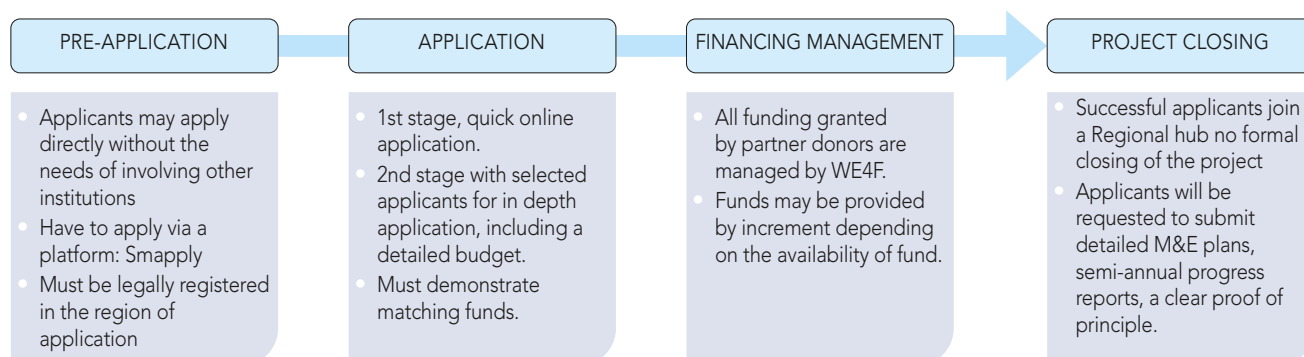 PRE-APPLICATION
Applicants may apply
directly without the
needs of involving other
institutions
Have to apply via a
platform: Smapply
Must be legally registered
in the region of
application
APPLICATION
1st stage, quick online
application.
2nd stage with selected
applicants for in depth
application, including a
detailed budget.
Must demonstrate
matching funds.
FINANCING MANAGEMENT
All funding granted
by partner donors are
managed by WE4F.
Funds may be provided
by increment depending
on the availability of fund.
PROJECT CLOSING
Successful applicants join
a Regional hub no formal
closing of the project
Applicants will be
requested to submit
detailed M&E plans,
semi-annual progress
reports, a clear proof of
principle.